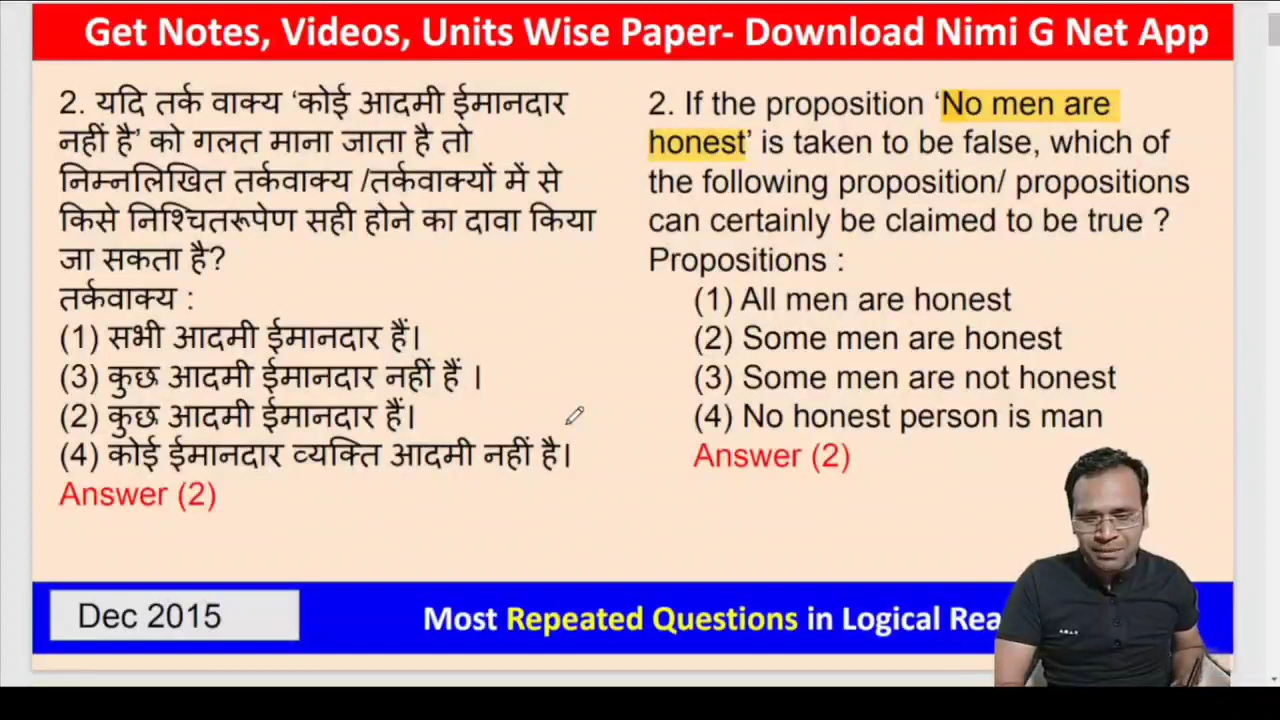 Get Notes, Videos, Units Wise Paper- Download Nimi G Net App
2. यदि तर्क वाक्य ‘कोई आदमी ईमानदार
नहीं है’ को गलत माना जाता है तो
निम्नलिखित तर्कवाक्य /तर्कवाक्यों में से
किसे निश्चितरूपेण सही होने का दावा किया
जा सकता है?
तर्कवाक्य :
(1) सभी आदमी ईमानदार हैं।
(3) कुछ आदमी ईमानदार नहीं हैं ।
(2) कुछ आदमी ईमानदार हैं।
(4) कोई ईमानदार व्यक्ति आदमी नहीं है।
Answer (2)
2. If the proposition ‘No men are
honest’ is taken to be false, which of
the following proposition/ propositions
can certainly be claimed to be true ?
Propositions :
(1) All men are honest
(2) Some men are honest
(3) Some men are not honest
(4) No honest person is man
Answer (2)
Dec 2015
Most Repeated Questions in Logical